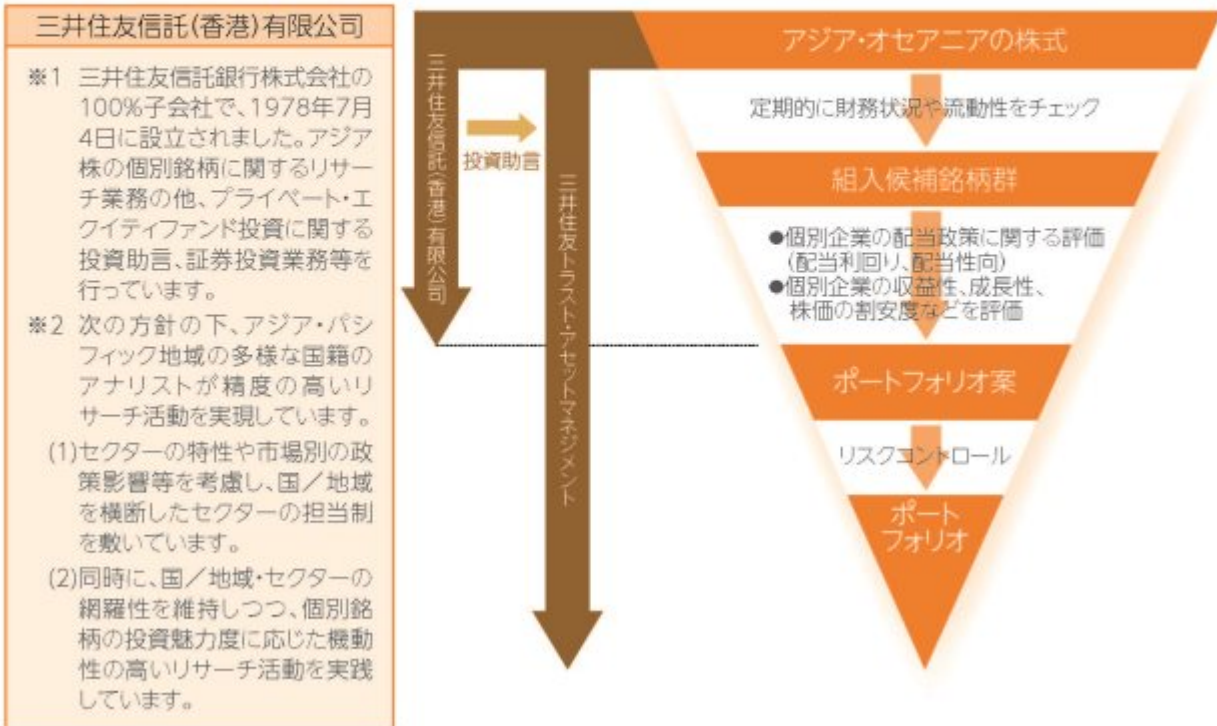 三井住友信託(香港)有限公司
※1 三井住友信託銀行株式会社の
100%子会社で、1978年7月
4日に設立されました。アジア
株の個別銘柄に関するリサー
チ業務の他、プライベート・エ
クイティファンド投資に関する
投資助言、証券投資業務等を
行っています。
※2 次の方針の下、アジア・パシ
フィック地域の多様な国籍の
アナリストが精度の高いリ
サーチ活動を実現しています。
(1)セクターの特性や市場別の政
策影響等を考慮し、国／地域
を横断したセクターの担当制
を敷いています。
(2)同時に、国／地域・セクターの
網羅性を維持しつつ、個別銘
柄の投資魅力度に応じた機動
性の高いリサーチ活動を実践
しています。
三井住友信託(香港)有限公司
投資助言
三井住友トラスト・アセットマネジメント
アジア・オセアニアの株式
定期的に財務状況や流動性をチェック
組入候補銘柄群
●個別企業の配当政策に関する評価
(配当利回り、配当性向)
●個別企業の収益性、成長性、
株価の割安度などを評価
ポートフォリオ案
リスクコントロール
ポート
フォリオ